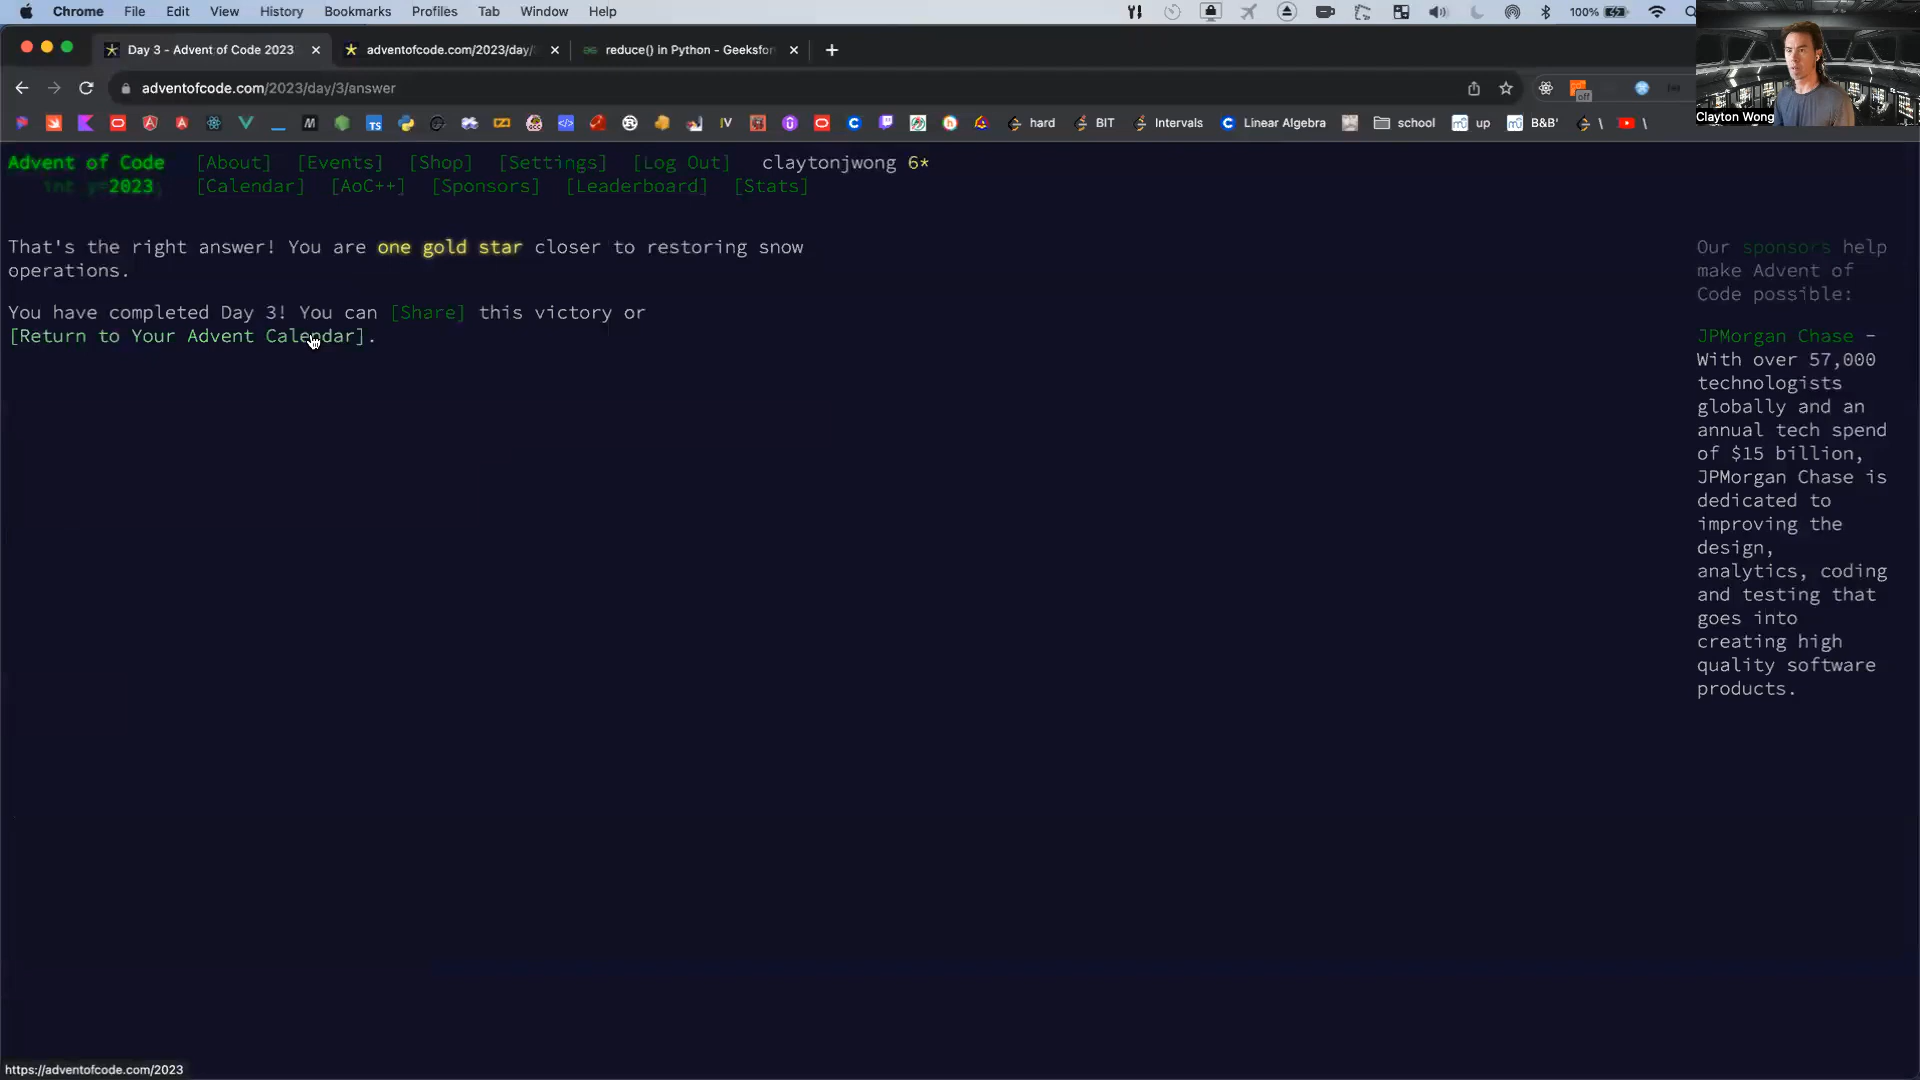 Chrome File Edit View History Bookmarks Profiles Tab Window Help 100%
Day 3 - Advent of Code 2023 adventofcode.com/2023/day/ reduce() in Python - Geeksfor
adventofcode.com/2023/day/3/answer off
Clayton Wong
hard BIT Intervals Linear Algebra school up B&B' \ \
Advent of Code [About] [Events] [Shop] [Settings] [Log Out] claytonjwong 6*
int y=2023 [Calendar] [AoC++] [Sponsors] [Leaderboard] [Stats]
That's the right answer! You are one gold star closer to restoring snow
operations.
You have completed Day 3! You can [Share] this victory or
[Return to Your Advent Calendar].
Our sponsors help
make Advent of
Code possible:
JPMorgan Chase -
With over 57,000
technologists
globally and an
annual tech spend
of $15 billion,
JPMorgan Chase is
dedicated to
improving the
design,
analytics, coding
and testing that
goes into
creating high
quality software
products.
https://adventofcode.com/2023